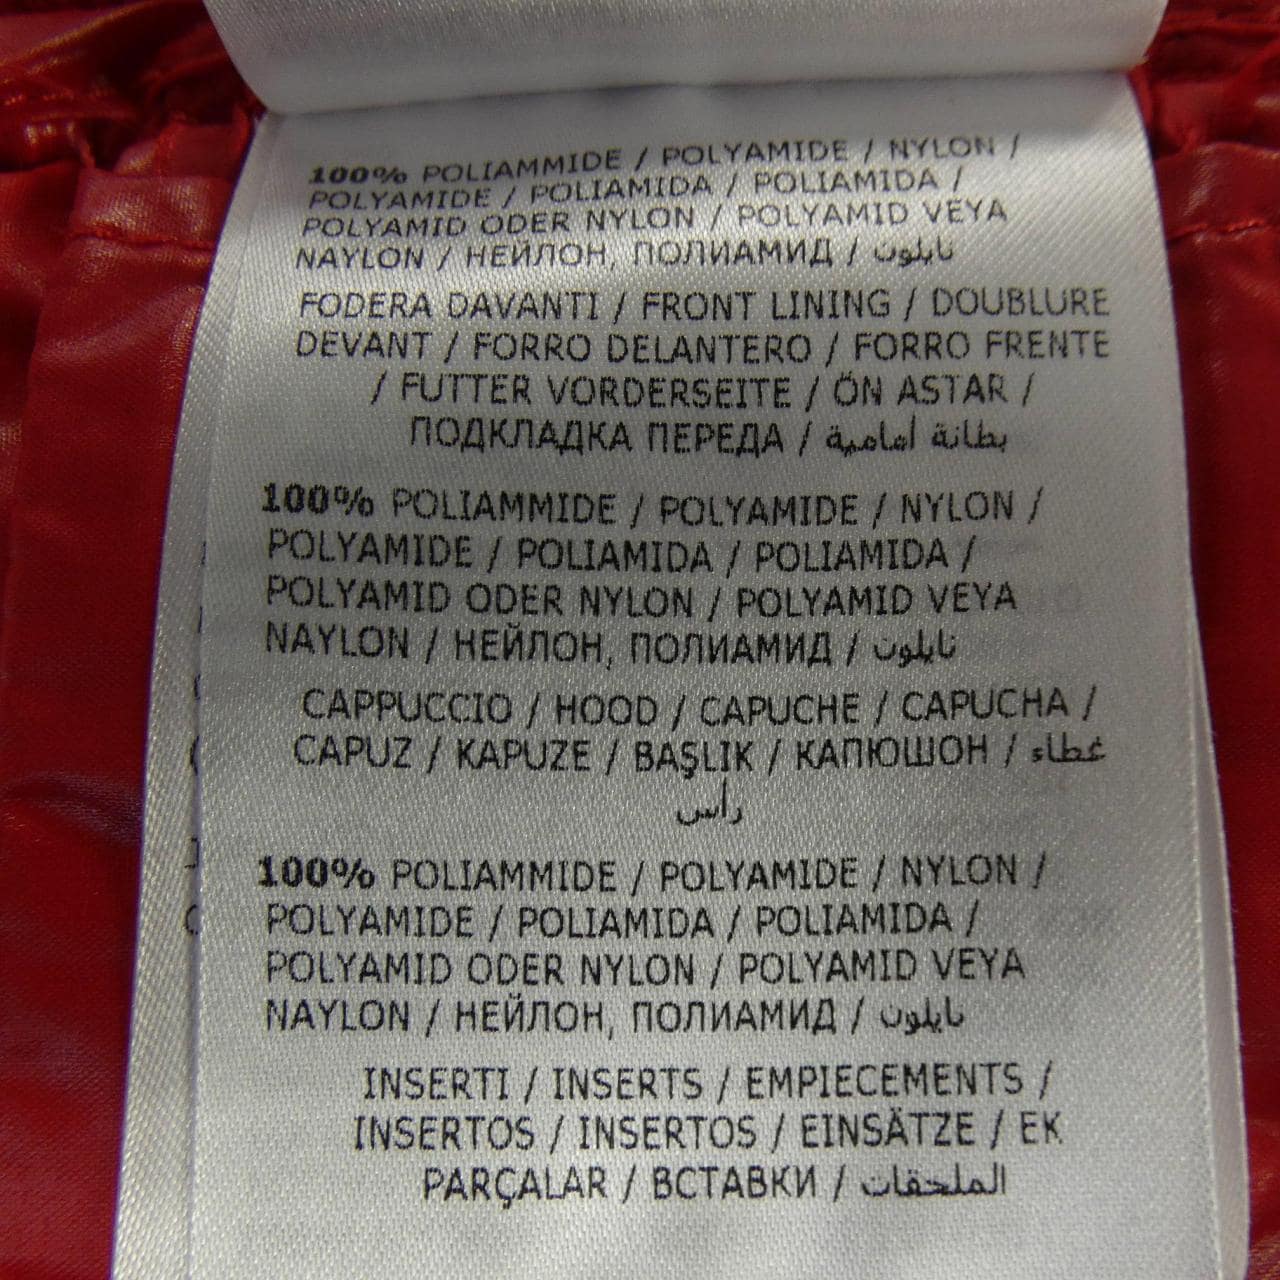 100% POLIAMMIDE / POLYAMIDE / NYLON /
POLYAMIDE / POLIAMIDA / POLIAMIDA /
POLYAMID ODER NYLON / POLYAMID VEYA
NAYLON / НЕЙЛОН, ПОЛИАМИД / نايلون
FODERA DAVANTI / FRONT LINING / DOUBLURE
DEVANT / FORRO DELANTERO / FORRO FRENTE
/ FUTTER VORDERSEITE / ÖN ASTAR /
ПОДКЛАДКА ПЕРЕДА / بطانة أمامية
100% POLIAMMIDE / POLYAMIDE / NYLON /
POLYAMIDE / POLIAMIDA / POLIAMIDA /
POLYAMID ODER NYLON / POLYAMID VEYA
NAYLON / НЕЙЛОН, ПОЛИАМИД / نايلون
CAPPUCCIO / HOOD / CAPUCHE / CAPUCHA /
CAPUZ / KAPUZE / BAŞLIK / КАПЮШОН / غطاء
رأس
100% POLIAMMIDE / POLYAMIDE / NYLON /
POLYAMIDE / POLIAMIDA / POLIAMIDA /
POLYAMID ODER NYLON / POLYAMID VEYA
NAYLON / НЕЙЛОН, ПОЛИАМИД / نايلون
INSERTI / INSERTS / EMPIECEMENTS /
INSERTOS / INSERTOS / EINSÄTZE / EK
PARÇALAR / ВСТАВКИ / الملحقات